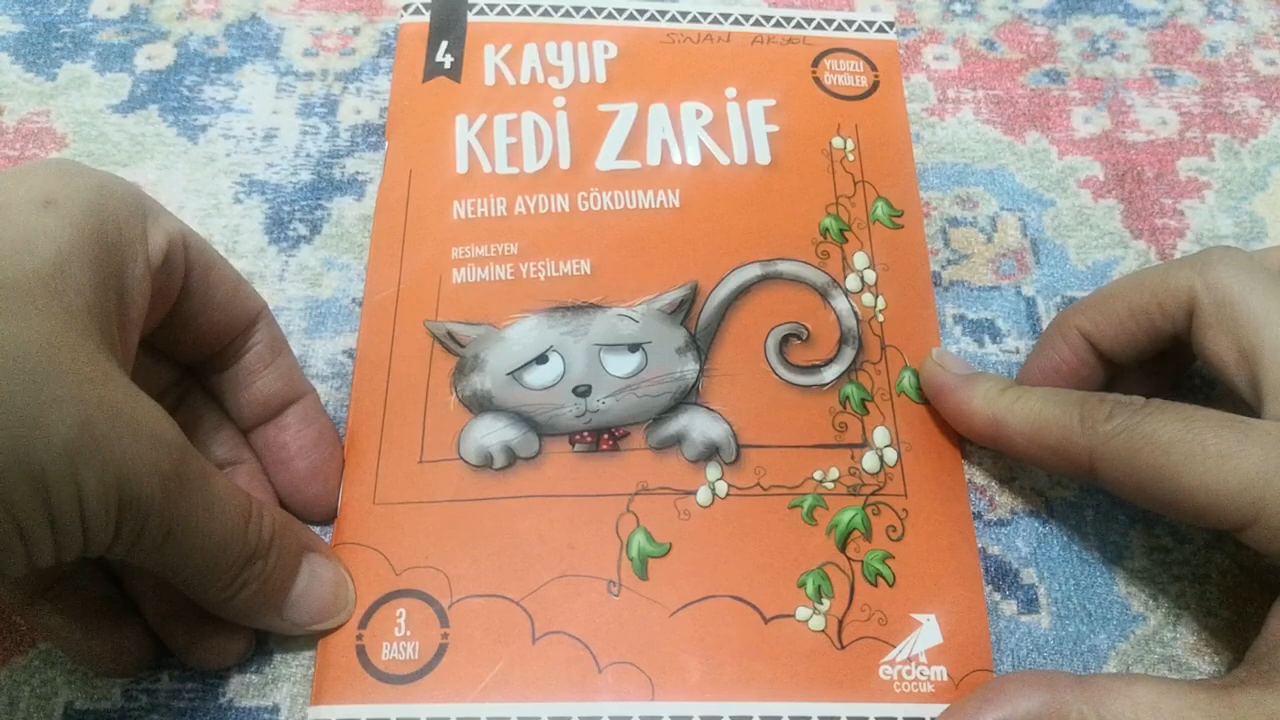 4
KAYIP
KEDİ ZARİF
SİNAN AKYOL
YILDIZLI
ÖYKÜLER
NEHİR AYDIN GÖKDUMAN
RESİMLEYEN
MÜMİNE YEŞİLMEN
3.
BASKI
erdem
çocuk